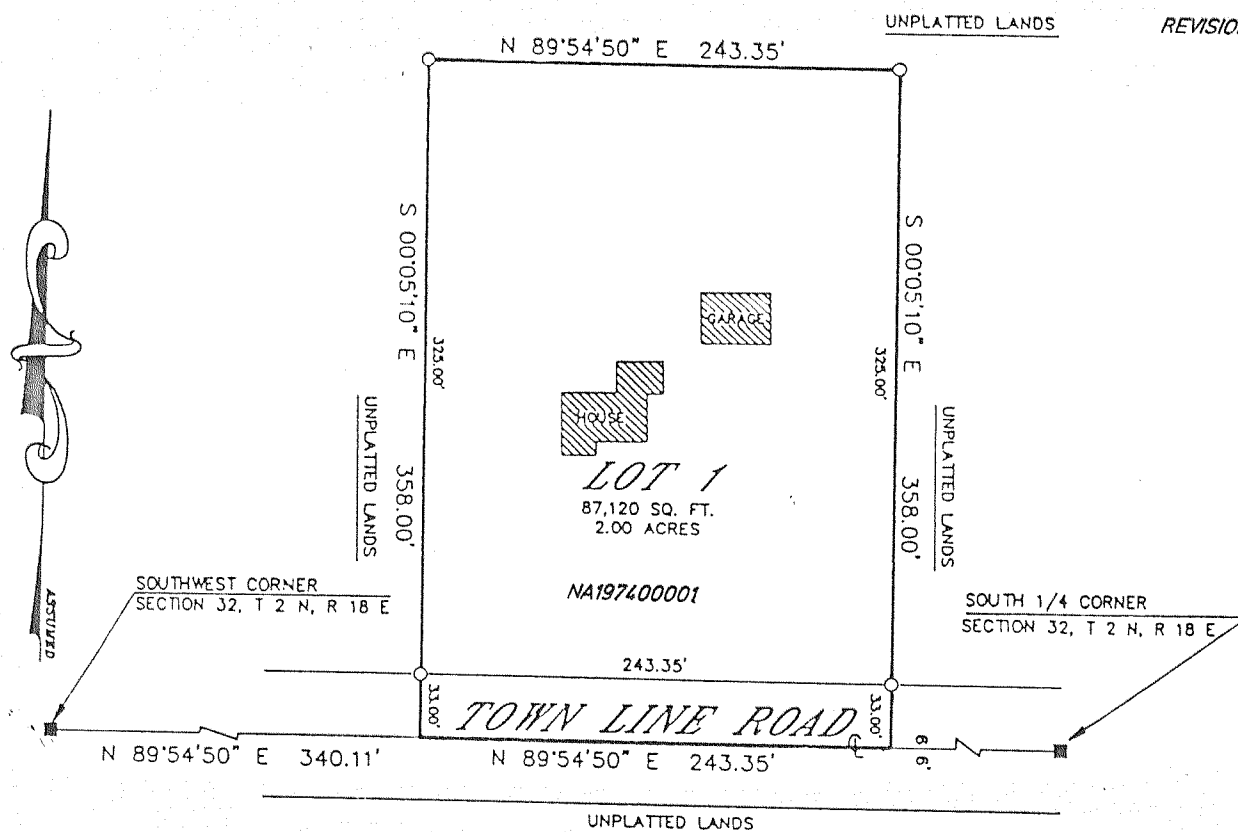 UNPLATTED LANDS
REVISION
N 89°54'50" E 243.35'
S 00°05'10" E
325.00'
358.00'
UNPLATTED LANDS
S 00°05'10" E
325.00'
358.00'
UNPLATTED LANDS
GARAGE
HOUSE
LOT 1
87,120 SQ. FT.
2.00 ACRES
NA197400001
ASSUMED
SOUTHWEST CORNER
SECTION 32, T 2 N, R 18 E
SOUTH 1/4 CORNER
SECTION 32, T 2 N, R 18 E
243.35'
33.00'
TOWN LINE ROAD
33.00'
66'
N 89°54'50" E 340.11'
N 89°54'50" E 243.35'
UNPLATTED LANDS